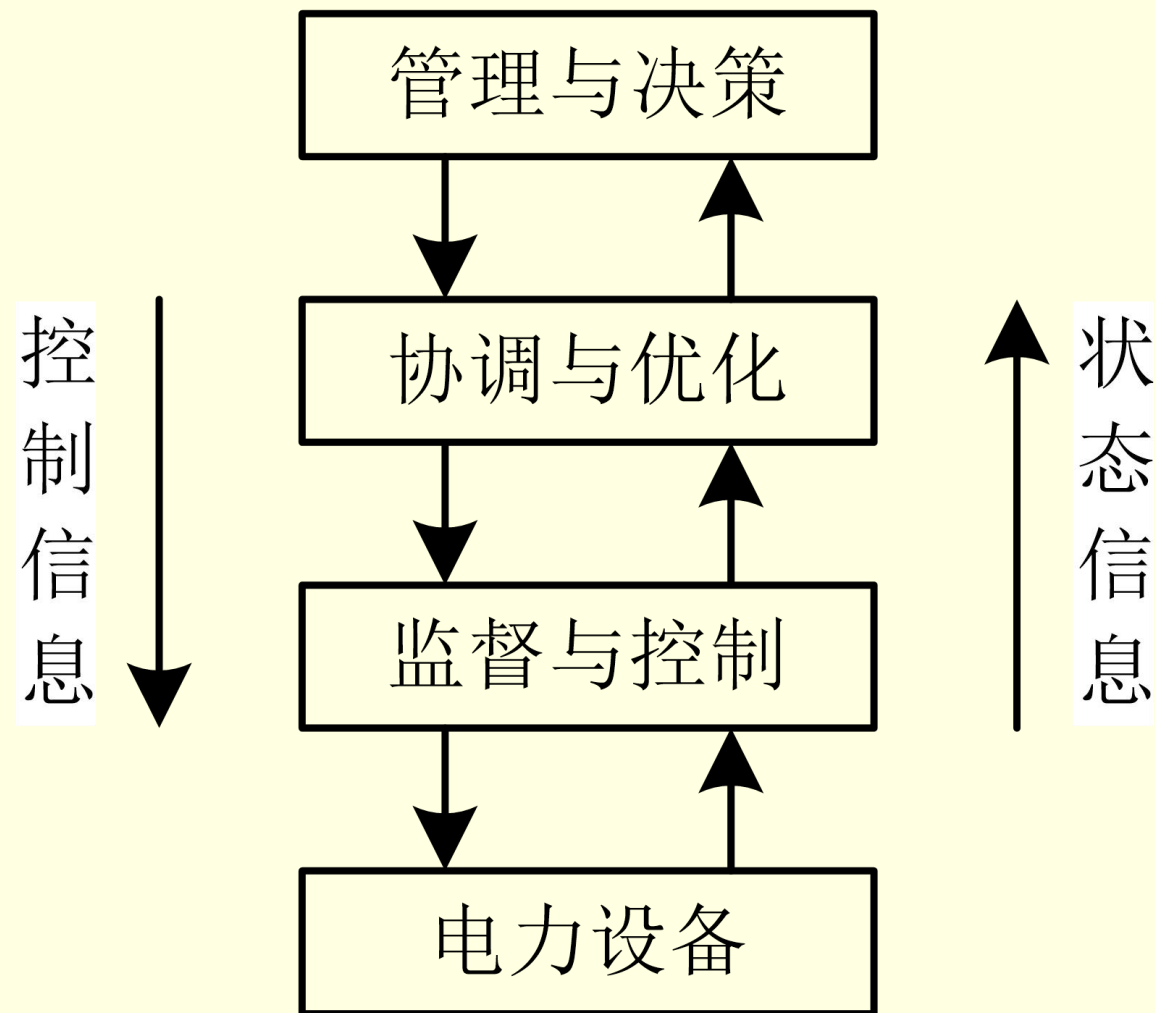 管理与决策
协调与优化
监督与控制
电力设备
控制信息
状态信息